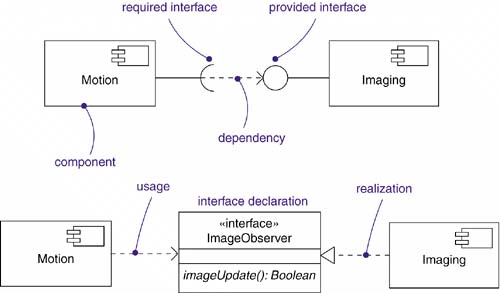 required interface
provided interface
Motion
Imaging
dependency
component
usage
interface declaration
realization
«interface»
ImageObserver
Motion
Imaging
imageUpdate(): Boolean